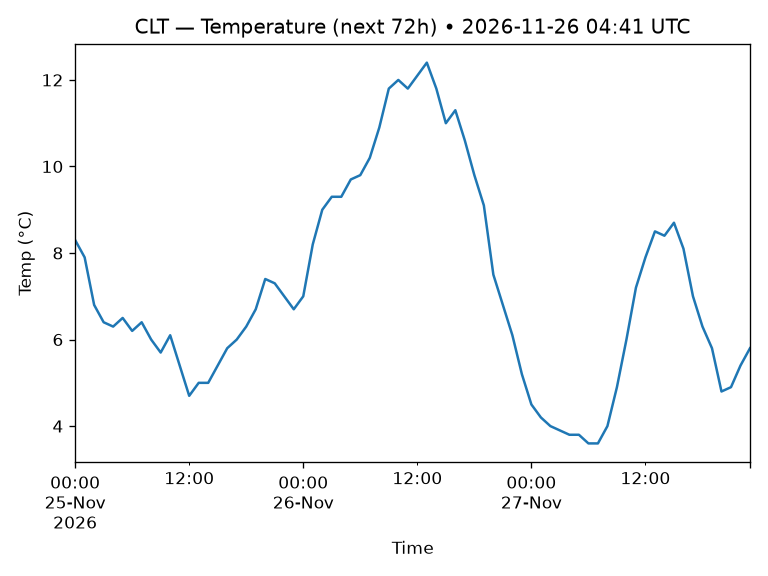 CLT — Temperature (next 72h) • 2026-11-26 04:41 UTC
12
10
8
6
4
Temp (°C)
00:00 12:00 00:00 12:00 00:00 12:00
25-Nov 26-Nov 27-Nov
2026
Time